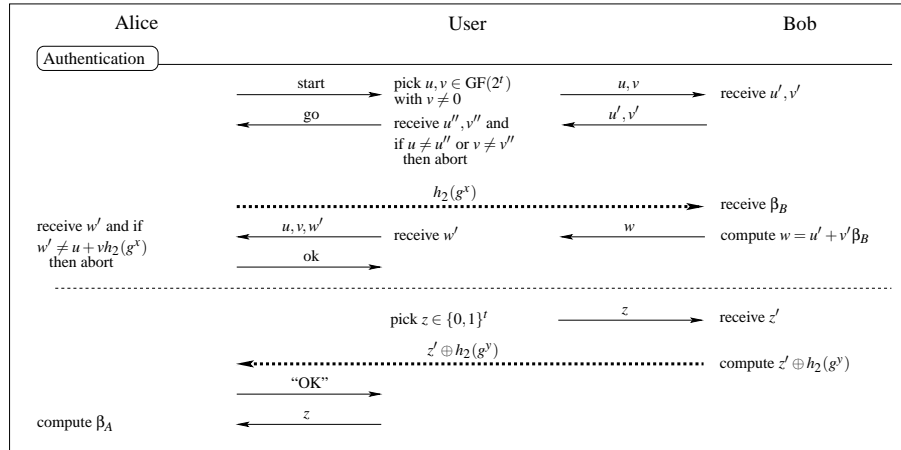 Alice User Bob
Authentication
start pick u, v ∈ GF(2^t) u, v
with v ≠ 0 receive u′, v′
go receive u″, v″ and u′, v′
if u ≠ u″ or v ≠ v″
then abort
h₂(g^x)
receive β_B
receive w′ and if u, v, w′ receive w′ w compute w = u′ + v′β_B
w′ ≠ u + vh₂(g^x)
then abort ok
pick z ∈ {0,1}^t z receive z′
z′ ⊕ h₂(g^y)
compute z′ ⊕ h₂(g^y)
“OK”
compute β_A z